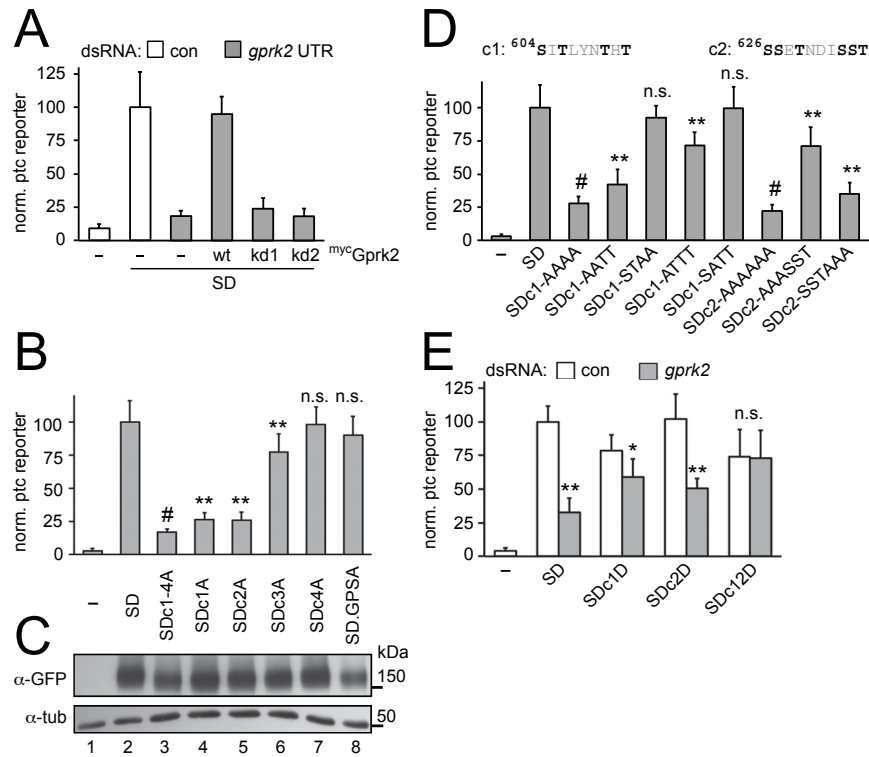 A
dsRNA: con gprk2 UTR
norm. ptc reporter
125
100
75
50
25
0
– – – wt kd1 kd2 mycGprk2
SD
B
norm. ptc reporter
100
75
50
25
0
# ** ** ** n.s. n.s.
– SD SDc1-4A SDc1A SDc2A SDc3A SDc4A SD.GPSA
C
kDa
α-GFP 150
α-tub 50
1 2 3 4 5 6 7 8
D
c1: 604SITLYNTHT c2: 626SSETNDISST
norm. ptc reporter
100
75
50
25
0
# ** n.s. ** n.s. # ** **
– SD SDc1-AAAA SDc1-AATT SDc1-STAA SDc1-ATTT SDc1-SATT SDc2-AAAAAA SDc2-AAASST SDc2-SSTAAA
E
dsRNA: con gprk2
norm. ptc reporter
125
100
75
50
25
0
** * ** n.s.
– SD SDc1D SDc2D SDc12D